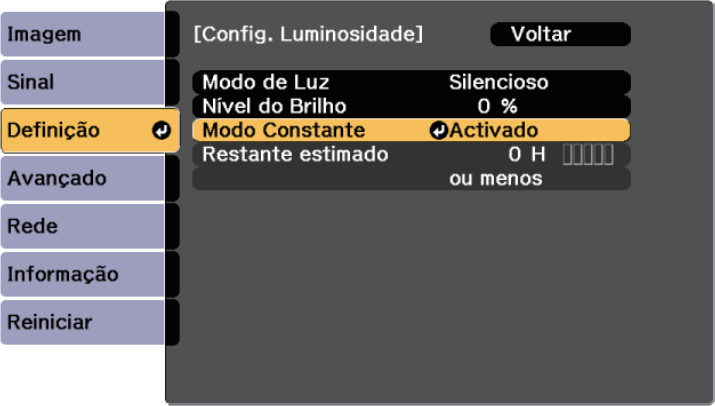 Imagem
Sinal
Definição
Avançado
Rede
Informação
Reiniciar
[Config. Luminosidade] Voltar
Modo de Luz Silencioso
Nível do Brilho 0 %
Modo Constante Activado
Restante estimado 0 H
ou menos